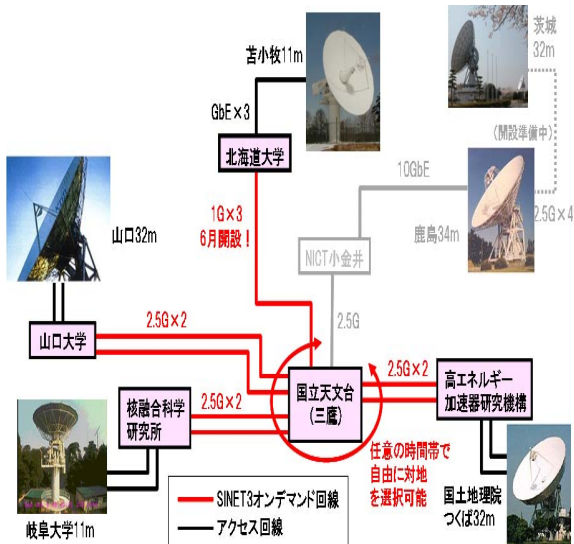 苫小牧11m
茨城
32m
GbE×3
(開設準備中)
北海道大学
10GbE
1G×3
6月開設!
2.5G×4
鹿島34m
NICT小金井
山口32m
2.5G
山口大学
2.5G×2
国立天文台
(三鷹)
2.5G×2
高エネルギー
加速器研究機構
核融合科学
研究所
2.5G×2
任意の時間帯で
自由に対地
を選択可能
岐阜大学11m
国土地理院
つくば32m
SINET3オンデマンド回線
アクセス回線